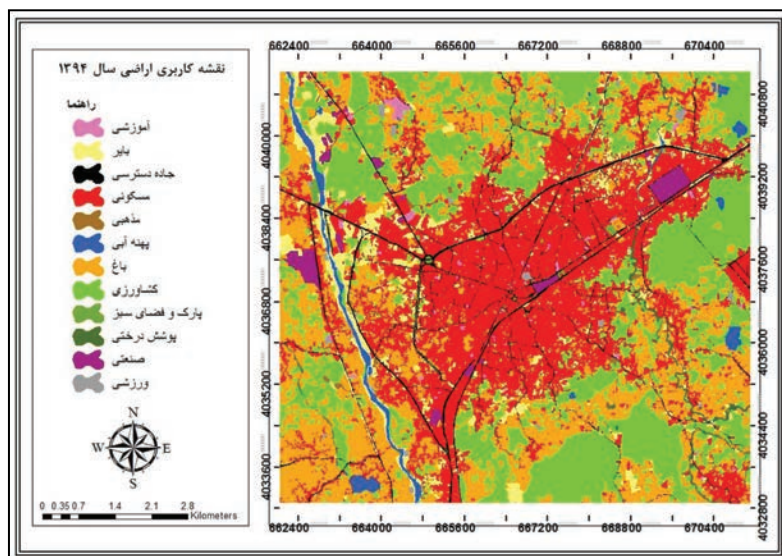 نقشه کاربری اراضی سال ۱۳۹۴
راهنما
آموزشی
بایر
جاده دسترسی
مسکونی
مذهبی
پهنه آبی
باغ
کشاورزی
پارک و فضای سبز
پوشش درختی
صنعتی
ورزشی
N
W E
S
0 0.35 0.7 1.4 2.1 2.8
Kilometers
662400 664000 665600 667200 668800 670400
4040000
4038400
4036800
4035200
4033600
4040800
4039200
4037600
4036000
4034400
4032800
662400 664000 665600 667200 668800 670400